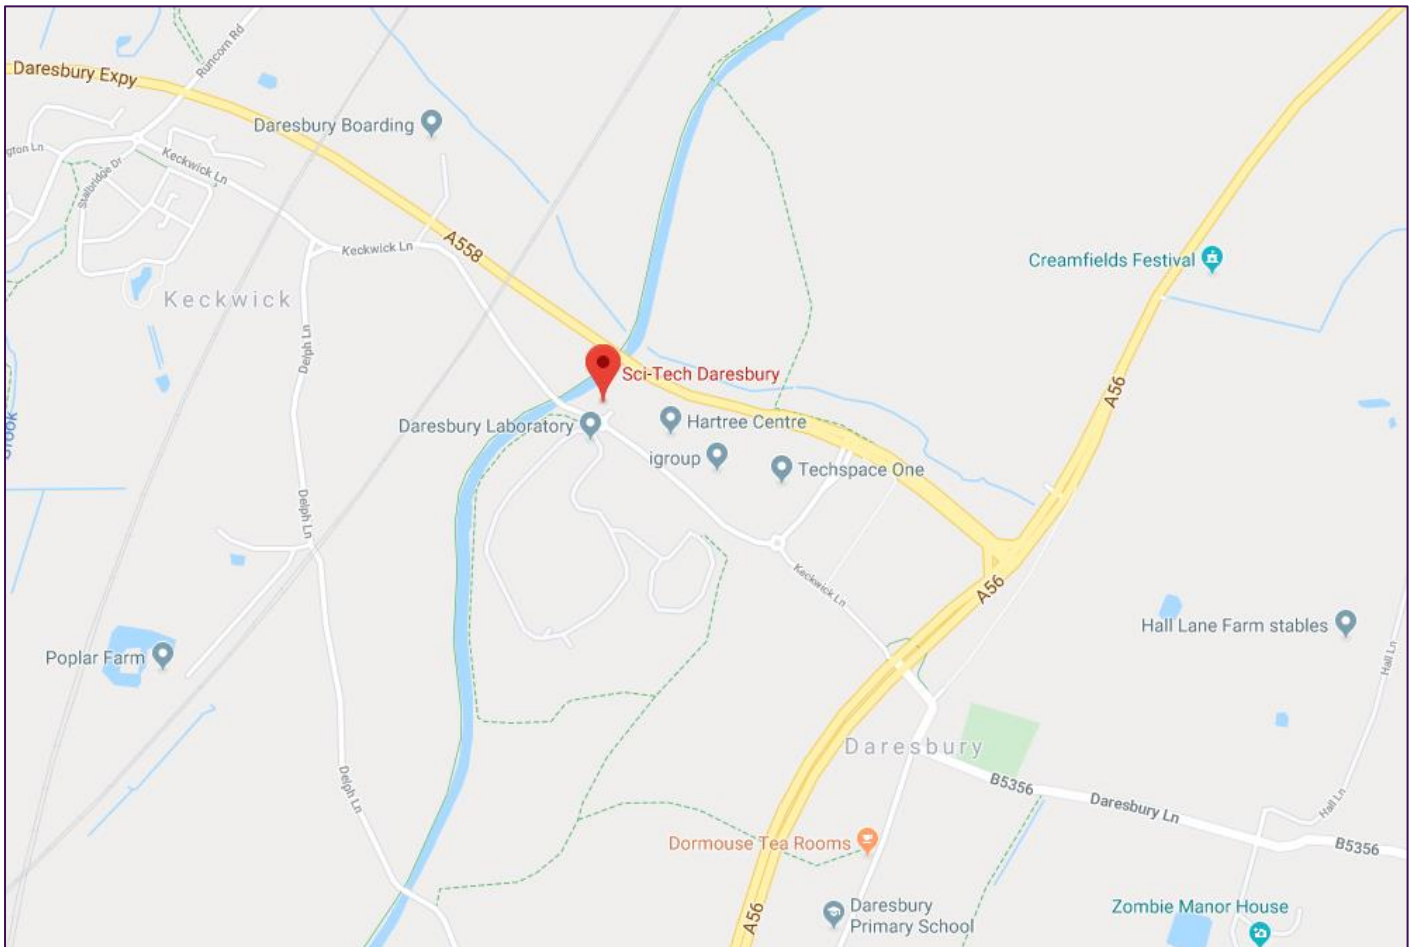 Runcorn Rd
Daresbury Expy
Daresbury Boarding
gton Ln
Keckwick Ln
Stalbridge Dr
Keckwick Ln
A558
Creamfields Festival
Keckwick
Delph Ln
Sci-Tech Daresbury
A56
Daresbury Laboratory
Hartree Centre
igroup
Techspace One
Delph Ln
Keckwick Ln
A56
Hall Lane Farm stables
Poplar Farm
Hall Ln
Daresbury
Delph Ln
B5356
Daresbury Ln
Hall Ln
Dormouse Tea Rooms
B5356
A56
Daresbury
Primary School
Zombie Manor House